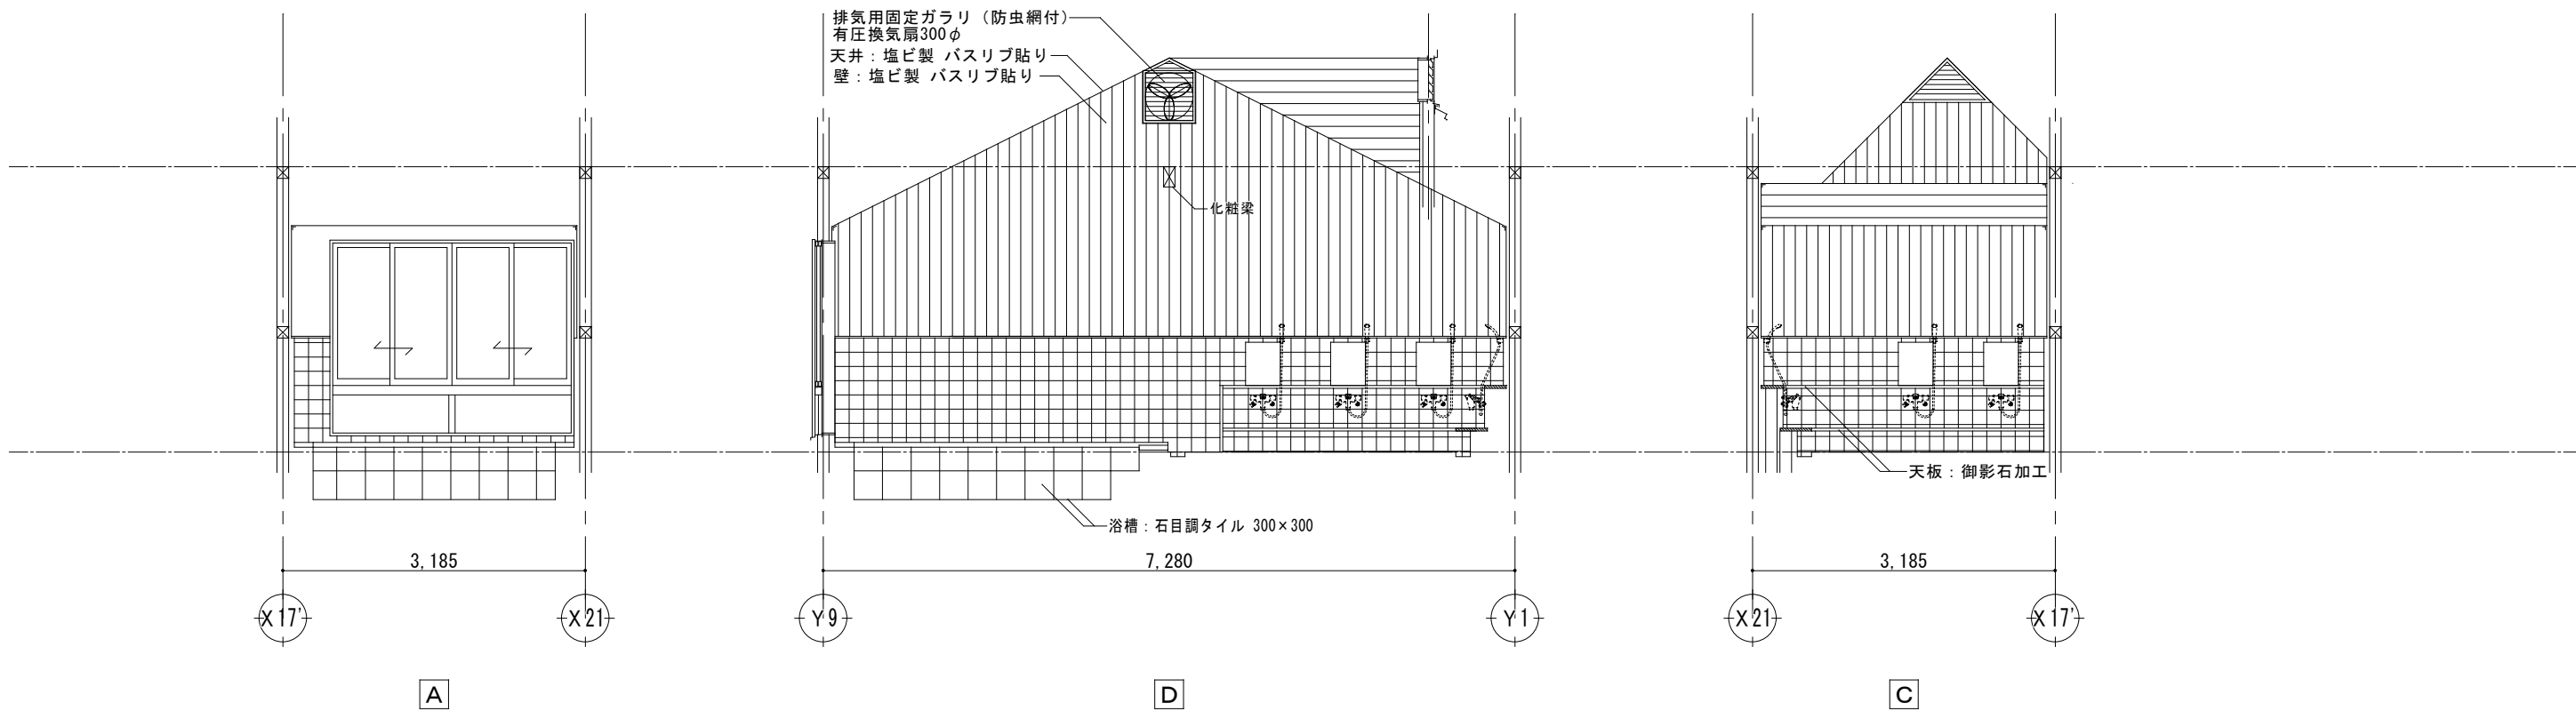 排気用固定ガラリ（防虫網付）
有圧換気扇300φ
天井：塩ビ製 バスリブ貼り
壁：塩ビ製 バスリブ貼り
化粧梁
天板：御影石加工
浴槽：石目調タイル 300×300
3,185
7,280
3,185
X17'
X21
Y9
Y1
X21
X17'
A
D
C